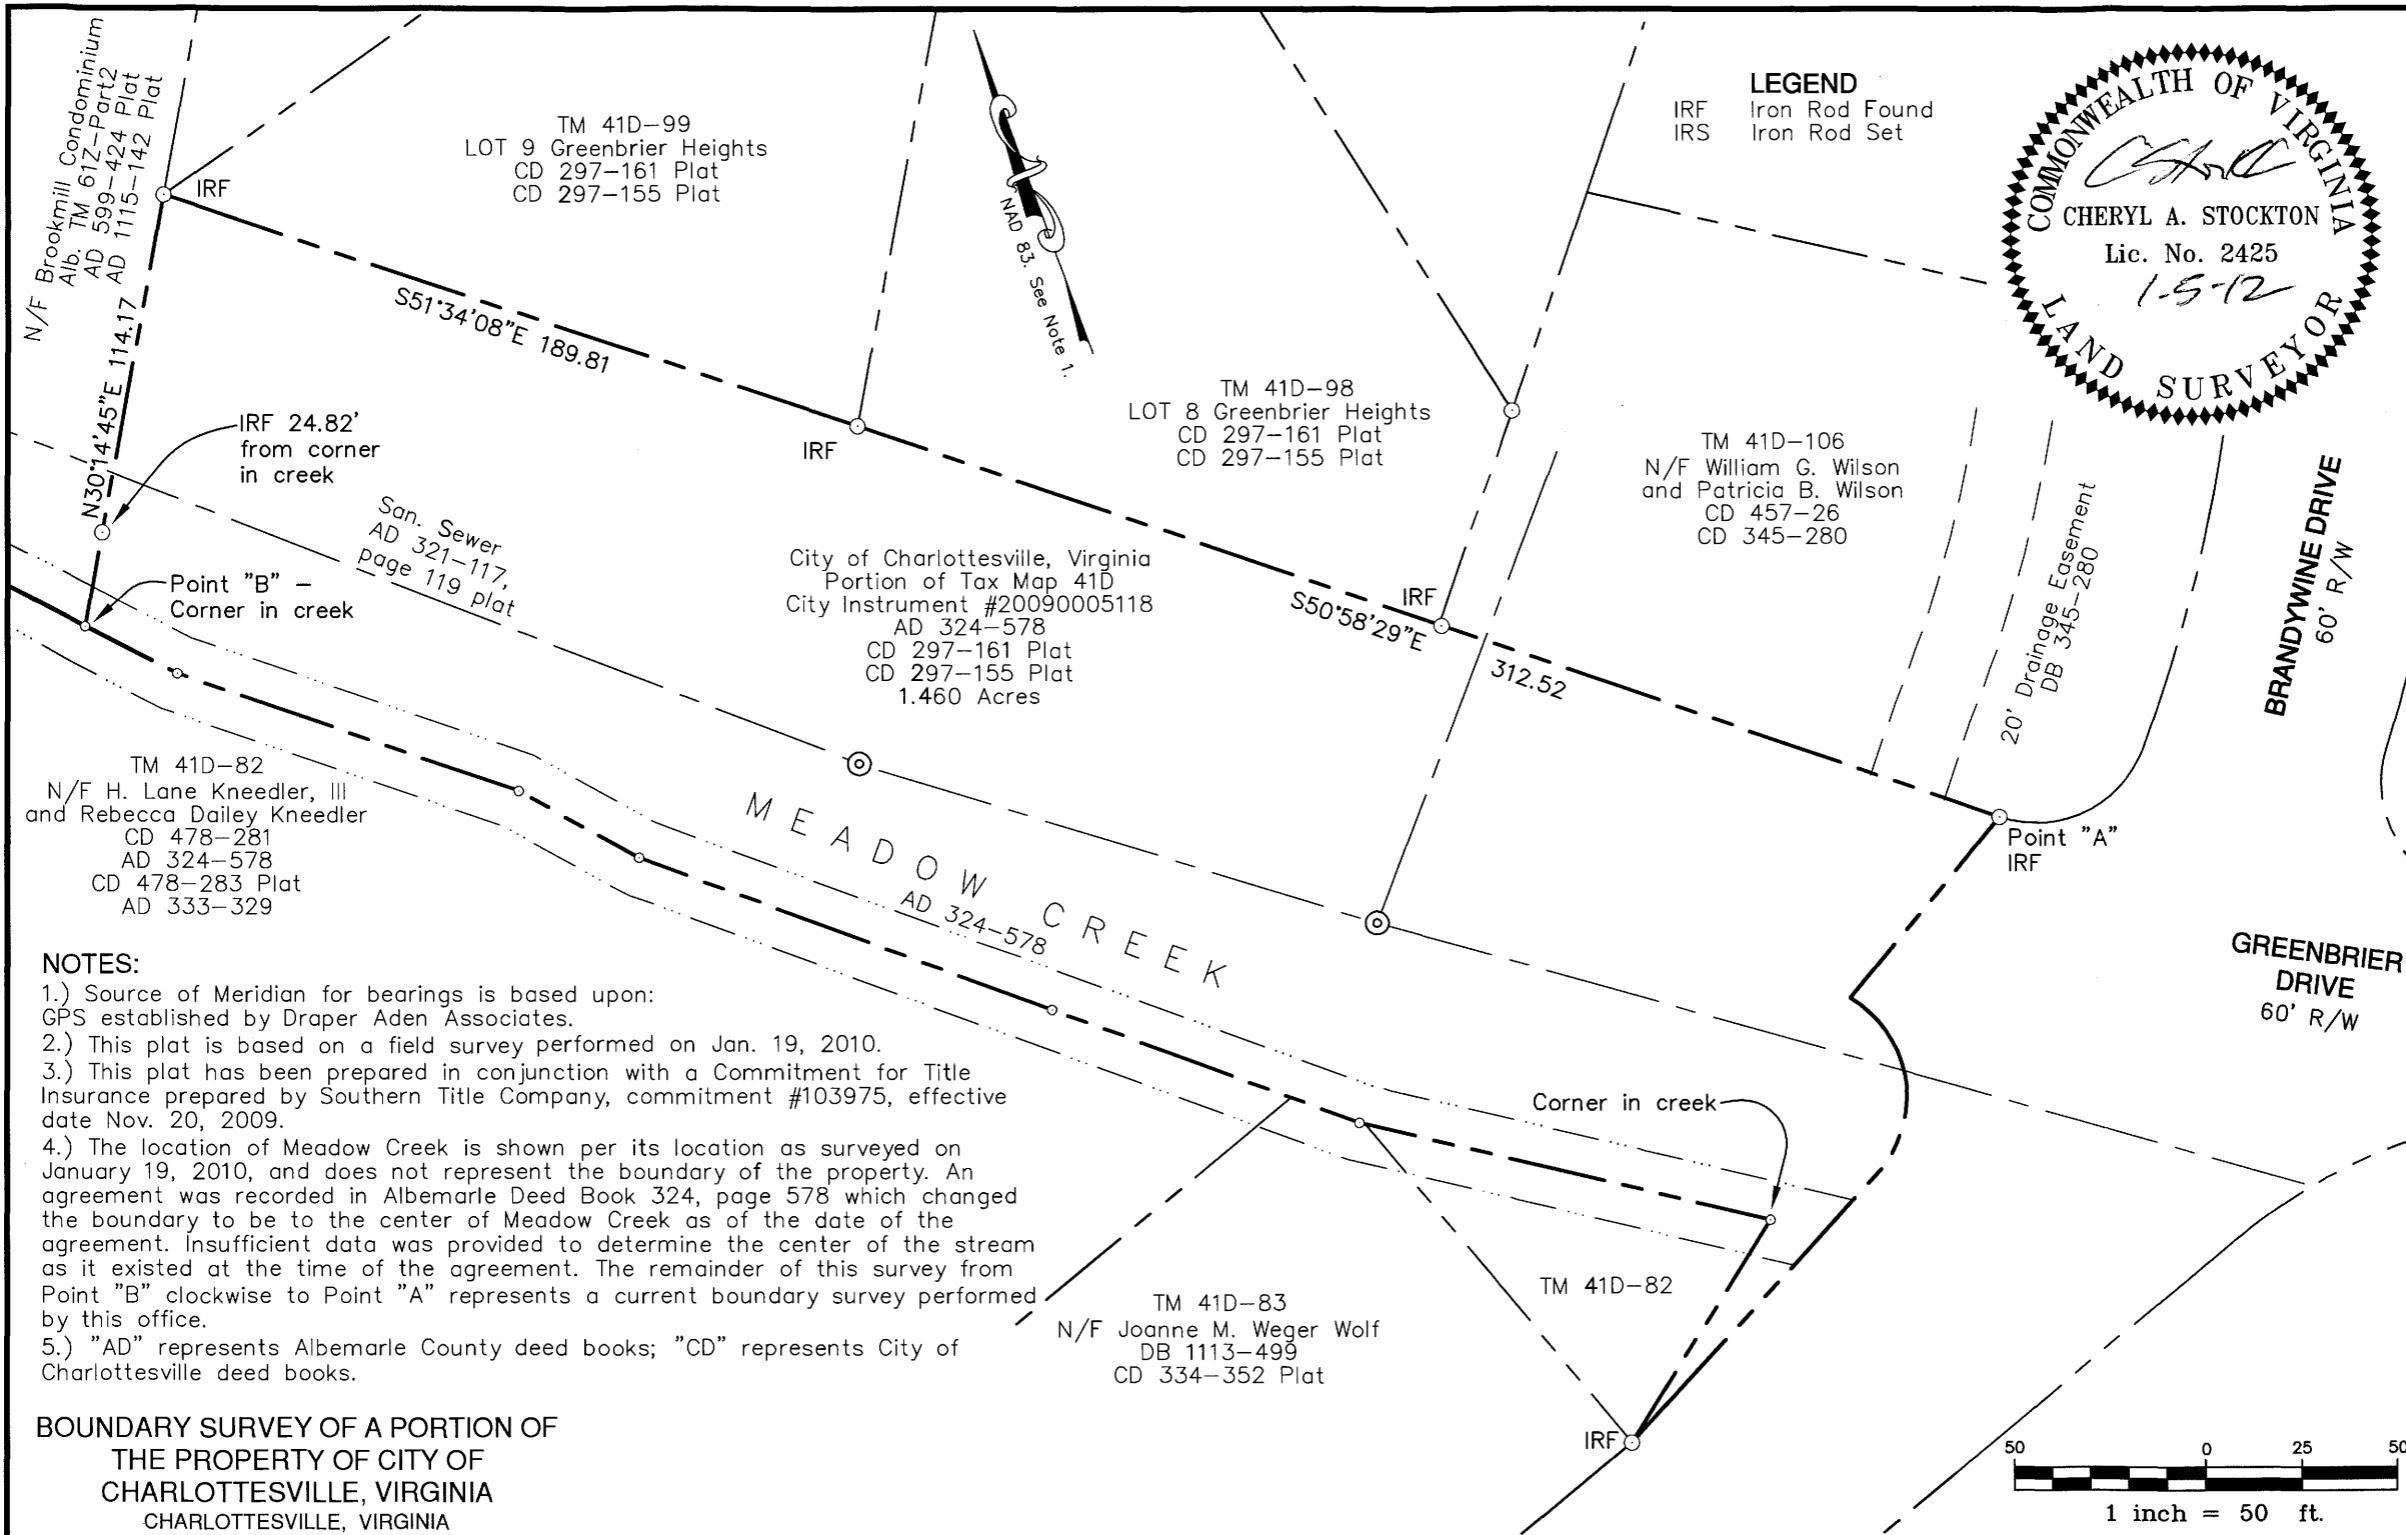 N/F Brookmill Condominium
Alb. TM 61Z-Part2
AD 599-424 Plat
AD 1115-142 Plat
IRF
TM 41D-99
LOT 9 Greenbrier Heights
CD 297-161 Plat
CD 297-155 Plat
NAD 83. See Note 1.
LEGEND
IRF Iron Rod Found
IRS Iron Rod Set
COMMONWEALTH OF VIRGINIA
CHERYL A. STOCKTON
Lic. No. 2425
1-5-12
LAND SURVEYOR
S51°34'08"E 189.81
N30°14'45"E 114.17
IRF 24.82'
from corner
in creek
IRF
TM 41D-98
LOT 8 Greenbrier Heights
CD 297-161 Plat
CD 297-155 Plat
TM 41D-106
N/F William G. Wilson
and Patricia B. Wilson
CD 457-26
CD 345-280
20' Drainage Easement
DB 345-280
BRANDYWINE DRIVE
60' R/W
San. Sewer
AD 321-117,
page 119 plat
Point "B" -
Corner in creek
City of Charlottesville, Virginia
Portion of Tax Map 41D
City Instrument #20090005118
AD 324-578
CD 297-161 Plat
CD 297-155 Plat
1.460 Acres
IRF
S50°58'29"E
312.52
TM 41D-82
N/F H. Lane Kneedler, III
and Rebecca Dailey Kneedler
CD 478-281
AD 324-578
CD 478-283 Plat
AD 333-329
MEADOW CREEK
AD 324-578
Point "A"
IRF
GREENBRIER
DRIVE
60' R/W
NOTES:
1.) Source of Meridian for bearings is based upon:
GPS established by Draper Aden Associates.
2.) This plat is based on a field survey performed on Jan. 19, 2010.
3.) This plat has been prepared in conjunction with a Commitment for Title
Insurance prepared by Southern Title Company, commitment #103975, effective
date Nov. 20, 2009.
4.) The location of Meadow Creek is shown per its location as surveyed on
January 19, 2010, and does not represent the boundary of the property. An
agreement was recorded in Albemarle Deed Book 324, page 578 which changed
the boundary to be to the center of Meadow Creek as of the date of the
agreement. Insufficient data was provided to determine the center of the stream
as it existed at the time of the agreement. The remainder of this survey from
Point "B" clockwise to Point "A" represents a current boundary survey performed
by this office.
5.) "AD" represents Albemarle County deed books; "CD" represents City of
Charlottesville deed books.
Corner in creek
TM 41D-82
TM 41D-83
N/F Joanne M. Weger Wolf
DB 1113-499
CD 334-352 Plat
IRF
BOUNDARY SURVEY OF A PORTION OF
THE PROPERTY OF CITY OF
CHARLOTTESVILLE, VIRGINIA
CHARLOTTESVILLE, VIRGINIA
50 0 25 50
1 inch = 50 ft.